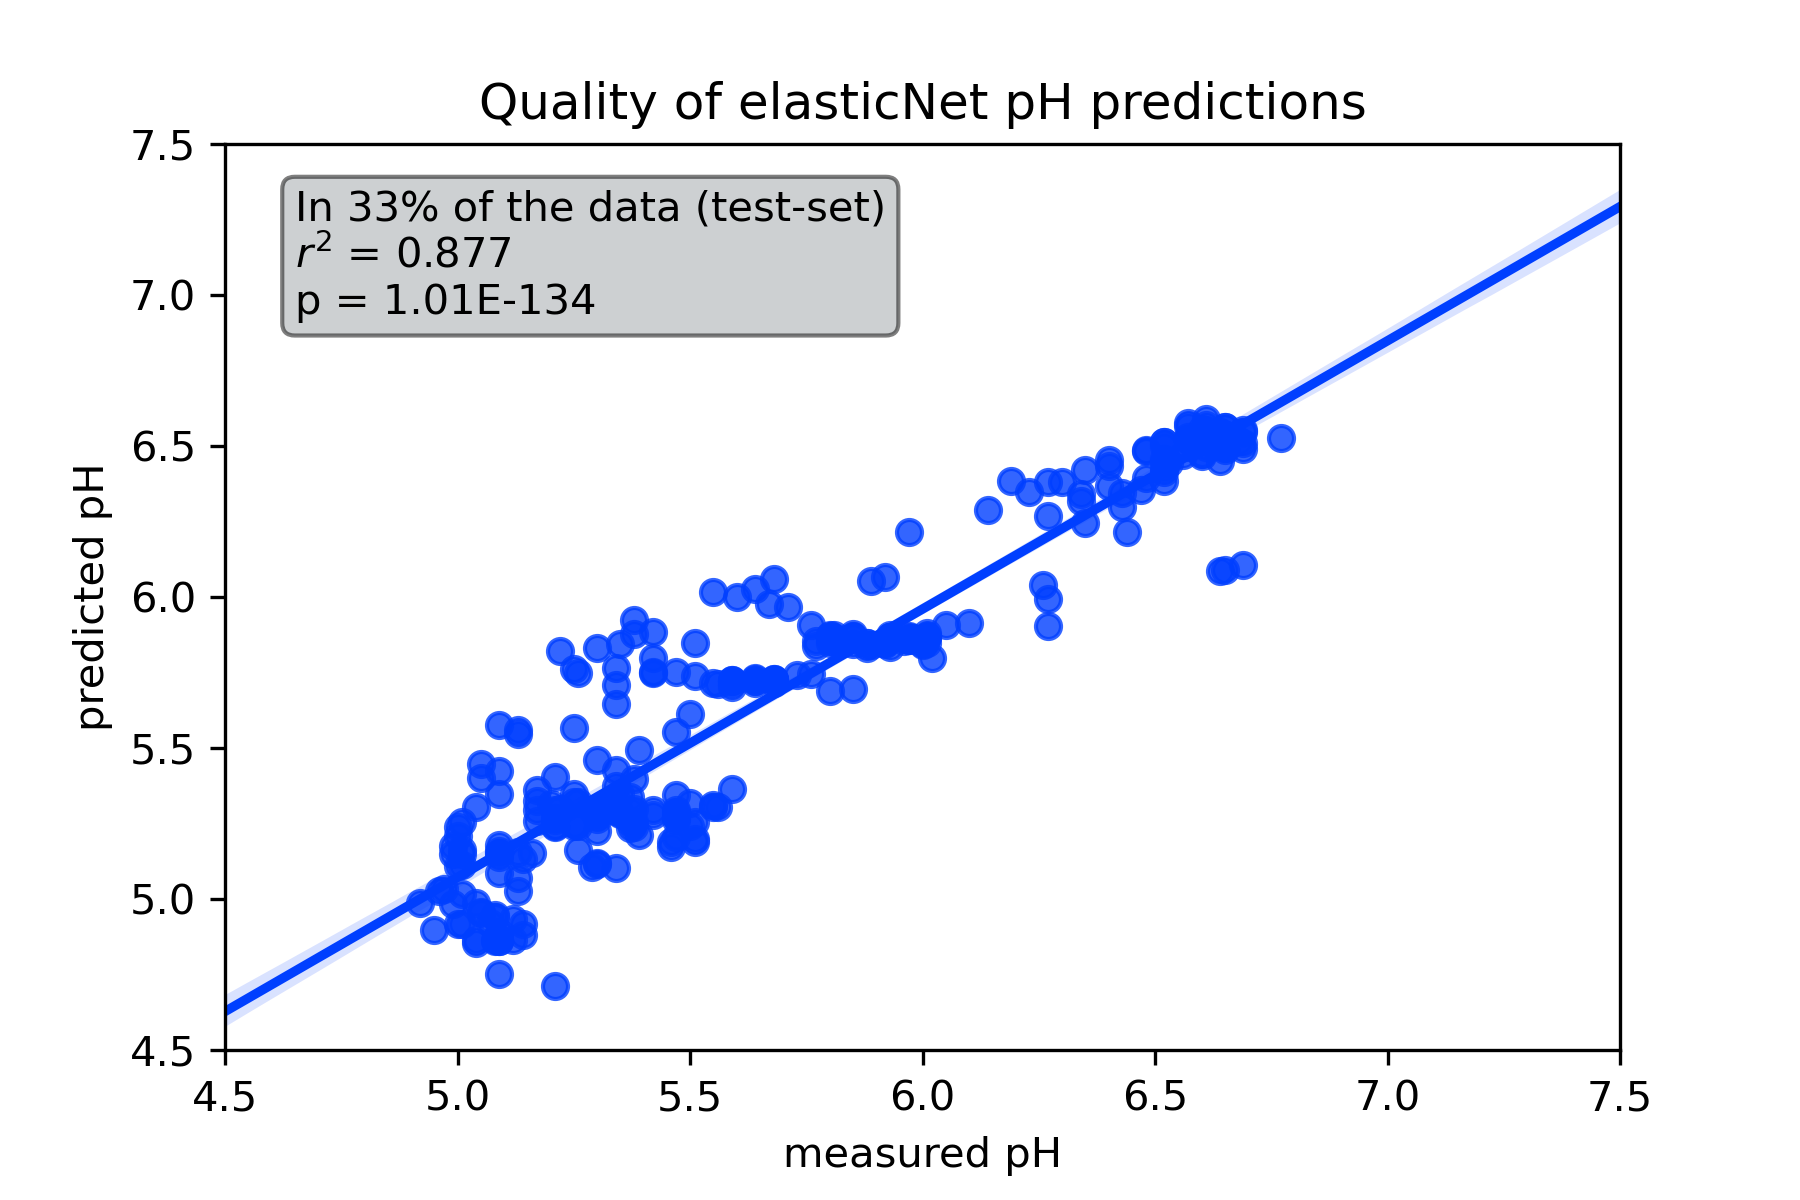 Quality of elasticNet pH predictions
7.5
In 33% of the data (test-set)
r² = 0.877
p = 1.01E-134
7.0
6.5
6.0
5.5
5.0
4.5
predicted pH
4.5 5.0 5.5 6.0 6.5 7.0 7.5
measured pH